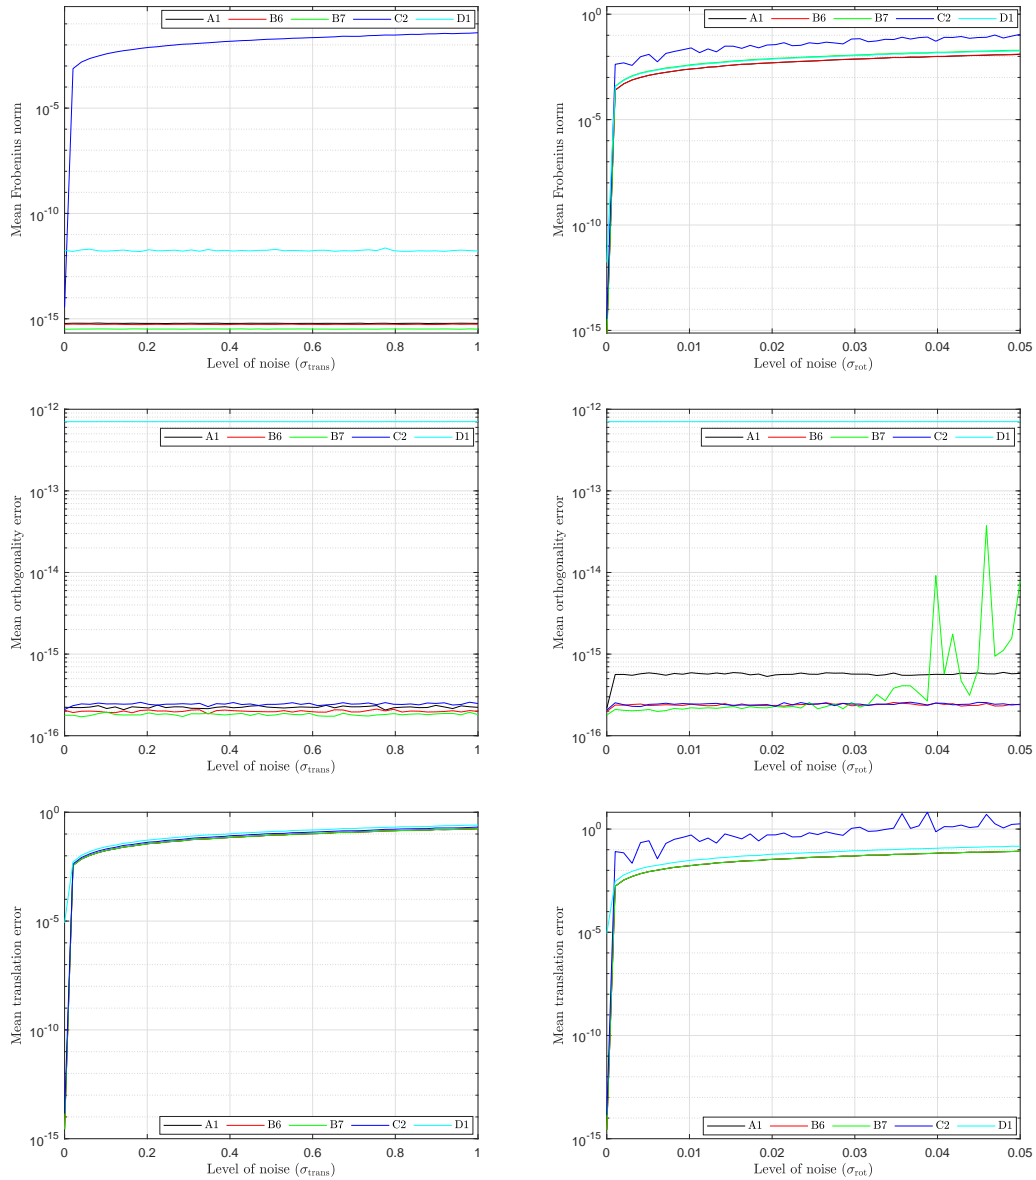 A1 B6 B7 C2 D1
10^-5
10^-10
10^-15
Mean Frobenius norm
0 0.2 0.4 0.6 0.8 1
Level of noise (σ_trans)
A1 B6 B7 C2 D1
10^0
10^-5
10^-10
10^-15
Mean Frobenius norm
0 0.01 0.02 0.03 0.04 0.05
Level of noise (σ_rot)
A1 B6 B7 C2 D1
10^-12
10^-13
10^-14
10^-15
10^-16
Mean orthogonality error
0 0.2 0.4 0.6 0.8 1
Level of noise (σ_trans)
A1 B6 B7 C2 D1
10^-12
10^-13
10^-14
10^-15
10^-16
Mean orthogonality error
0 0.01 0.02 0.03 0.04 0.05
Level of noise (σ_rot)
10^0
10^-5
10^-10
10^-15
Mean translation error
A1 B6 B7 C2 D1
0 0.2 0.4 0.6 0.8 1
Level of noise (σ_trans)
10^0
10^-5
10^-10
10^-15
Mean translation error
A1 B6 B7 C2 D1
0 0.01 0.02 0.03 0.04 0.05
Level of noise (σ_rot)